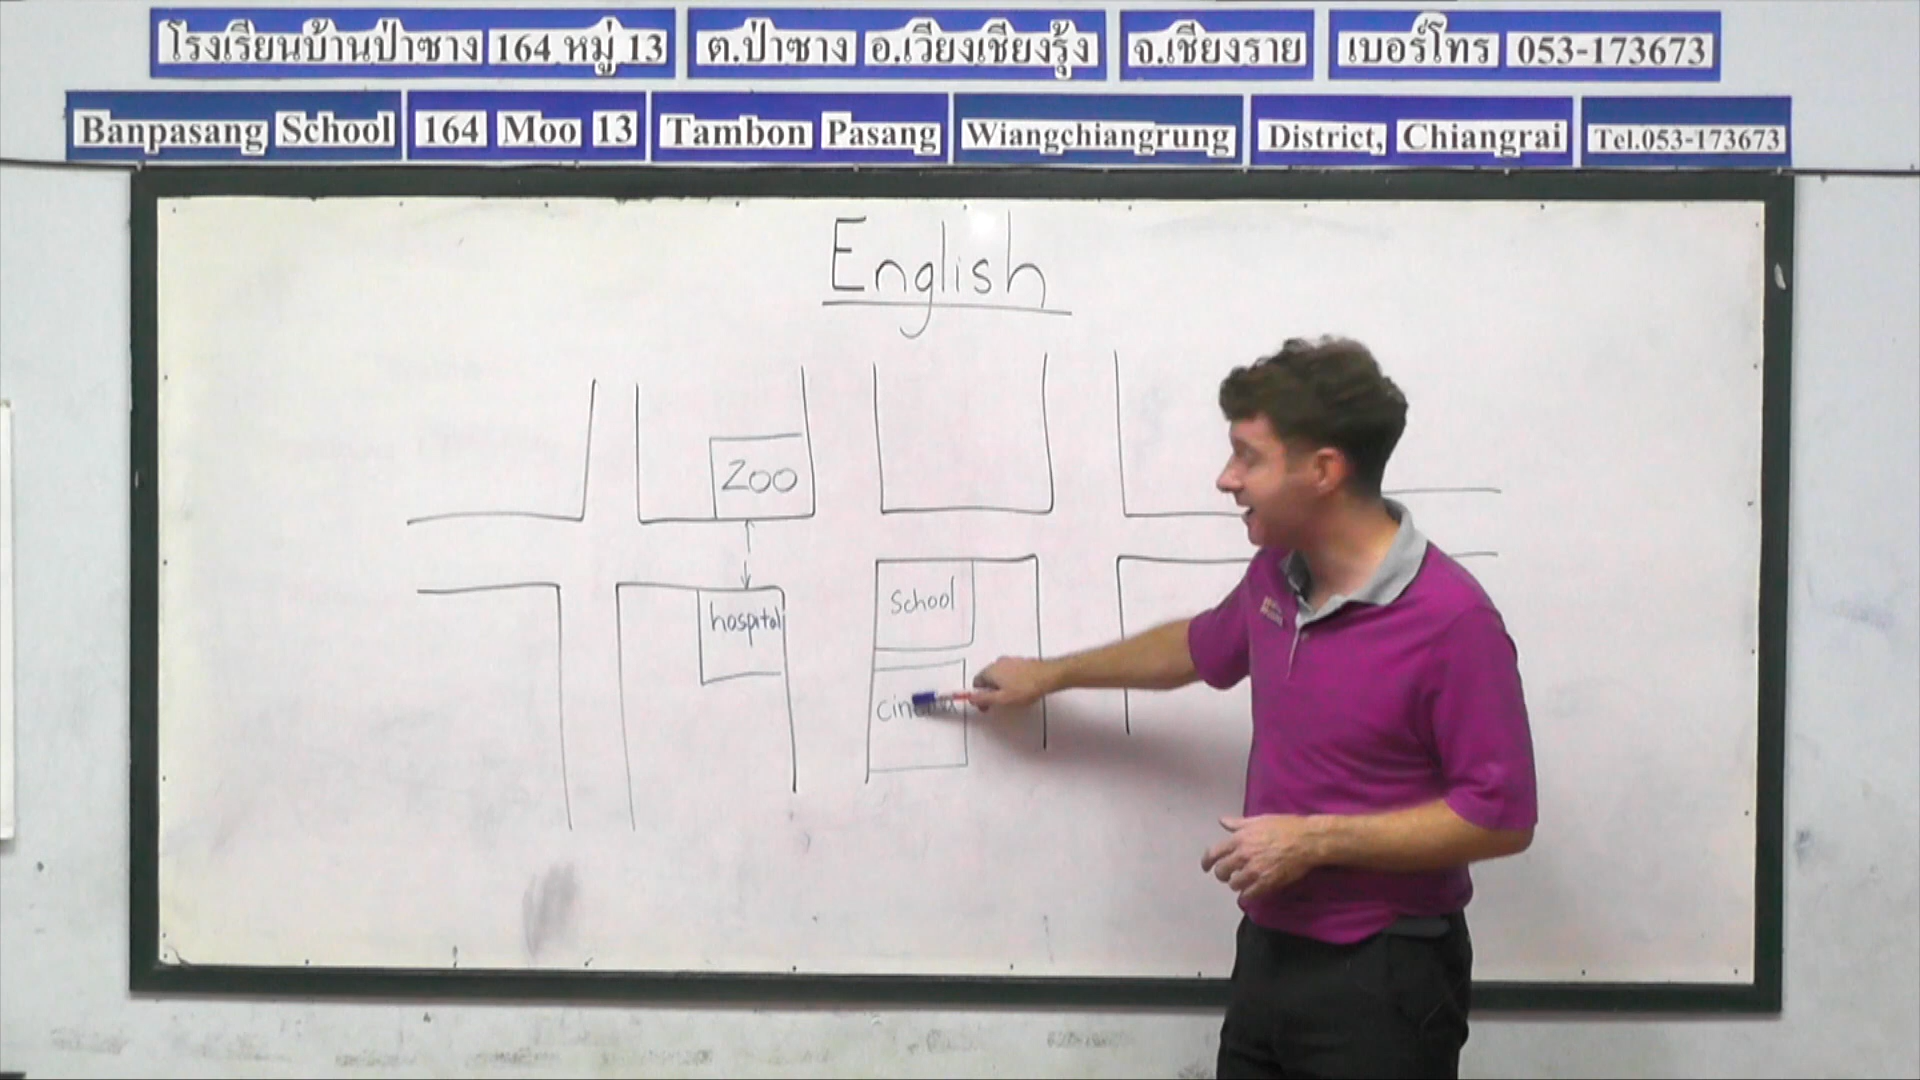 โรงเรียนบ้านป่าซาง 164 หมู่ 13 ต.ป่าซาง อ.เวียงเชียงรุ้ง จ.เชียงราย เบอร์โทร 053-173673
Banpasang School 164 Moo 13 Tambon Pasang Wiangchiangrung District, Chiangrai Tel.053-173673
English
Zoo
hospital
School
cinema